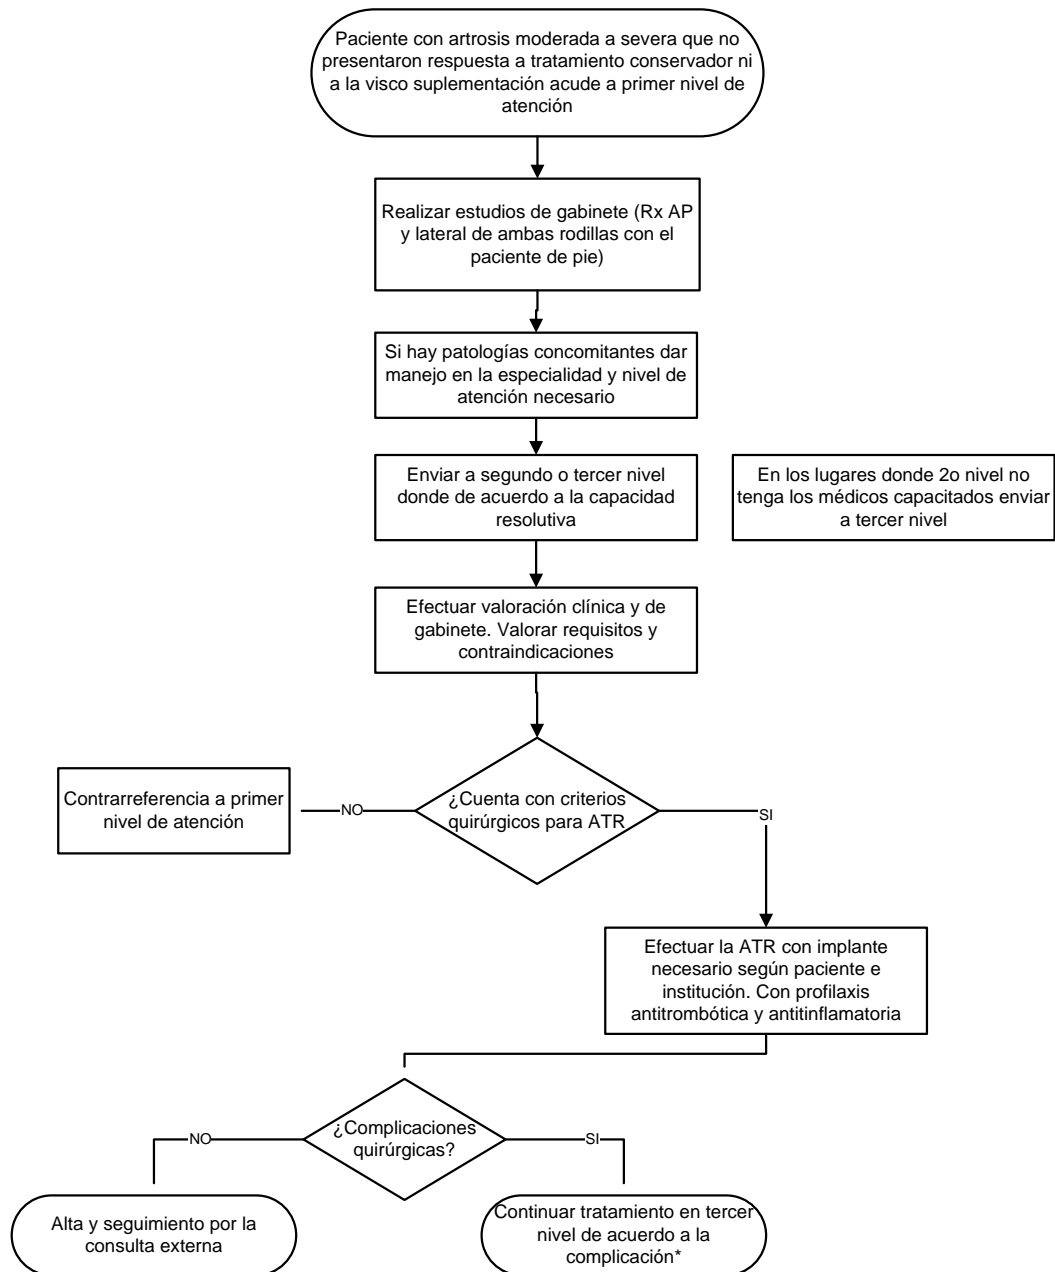 Paciente con artrosis moderada a severa que no
presentaron respuesta a tratamiento conservador ni
a la visco suplementación acude a primer nivel de
atención
Realizar estudios de gabinete (Rx AP
y lateral de ambas rodillas con el
paciente de pie)
Si hay patologías concomitantes dar
manejo en la especialidad y nivel de
atención necesario
Enviar a segundo o tercer nivel
donde de acuerdo a la capacidad
resolutiva
En los lugares donde 2o nivel no
tenga los médicos capacitados enviar
a tercer nivel
Efectuar valoración clínica y de
gabinete. Valorar requisitos y
contraindicaciones
¿Cuenta con criterios
quirúrgicos para ATR
NO
SI
Contrarreferencia a primer
nivel de atención
Efectuar la ATR con implante
necesario según paciente e
institución. Con profilaxis
antitrombótica y antitinflamatoria
¿Complicaciones
quirúrgicas?
NO
SI
Alta y seguimiento por la
consulta externa
Continuar tratamiento en tercer
nivel de acuerdo a la
complicación*